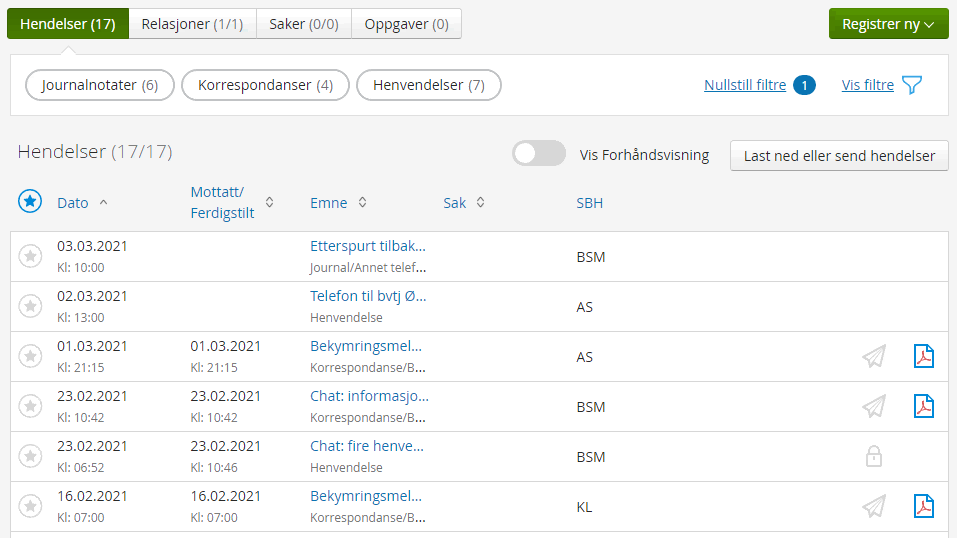 Hendelser (17) Relasjoner (1/1) Saker (0/0) Oppgaver (0) Registrer ny
Journalnotater (6) Korrespondanser (4) Henvendelser (7) Nullstill filtre 1 Vis filtre
Hendelser (17/17) Vis Forhåndsvisning Last ned eller send hendelser
Dato Mottatt/ Ferdigstilt Emne Sak SBH
03.03.2021 Etterspurt tilbak... BSM
Kl: 10:00 Journal/Annet telef...
02.03.2021 Telefon til bvtj Ø... AS
Kl: 13:00 Henvendelse
01.03.2021 01.03.2021 Bekymringsmel... AS
Kl: 21:15 Kl: 21:15 Korrespondanse/B...
23.02.2021 23.02.2021 Chat: informasjo... BSM
Kl: 10:42 Kl: 10:42 Korrespondanse/B...
23.02.2021 23.02.2021 Chat: fire henve... BSM
Kl: 06:52 Kl: 10:46 Henvendelse
16.02.2021 16.02.2021 Bekymringsmel... KL
Kl: 07:00 Kl: 07:00 Korrespondanse/B...